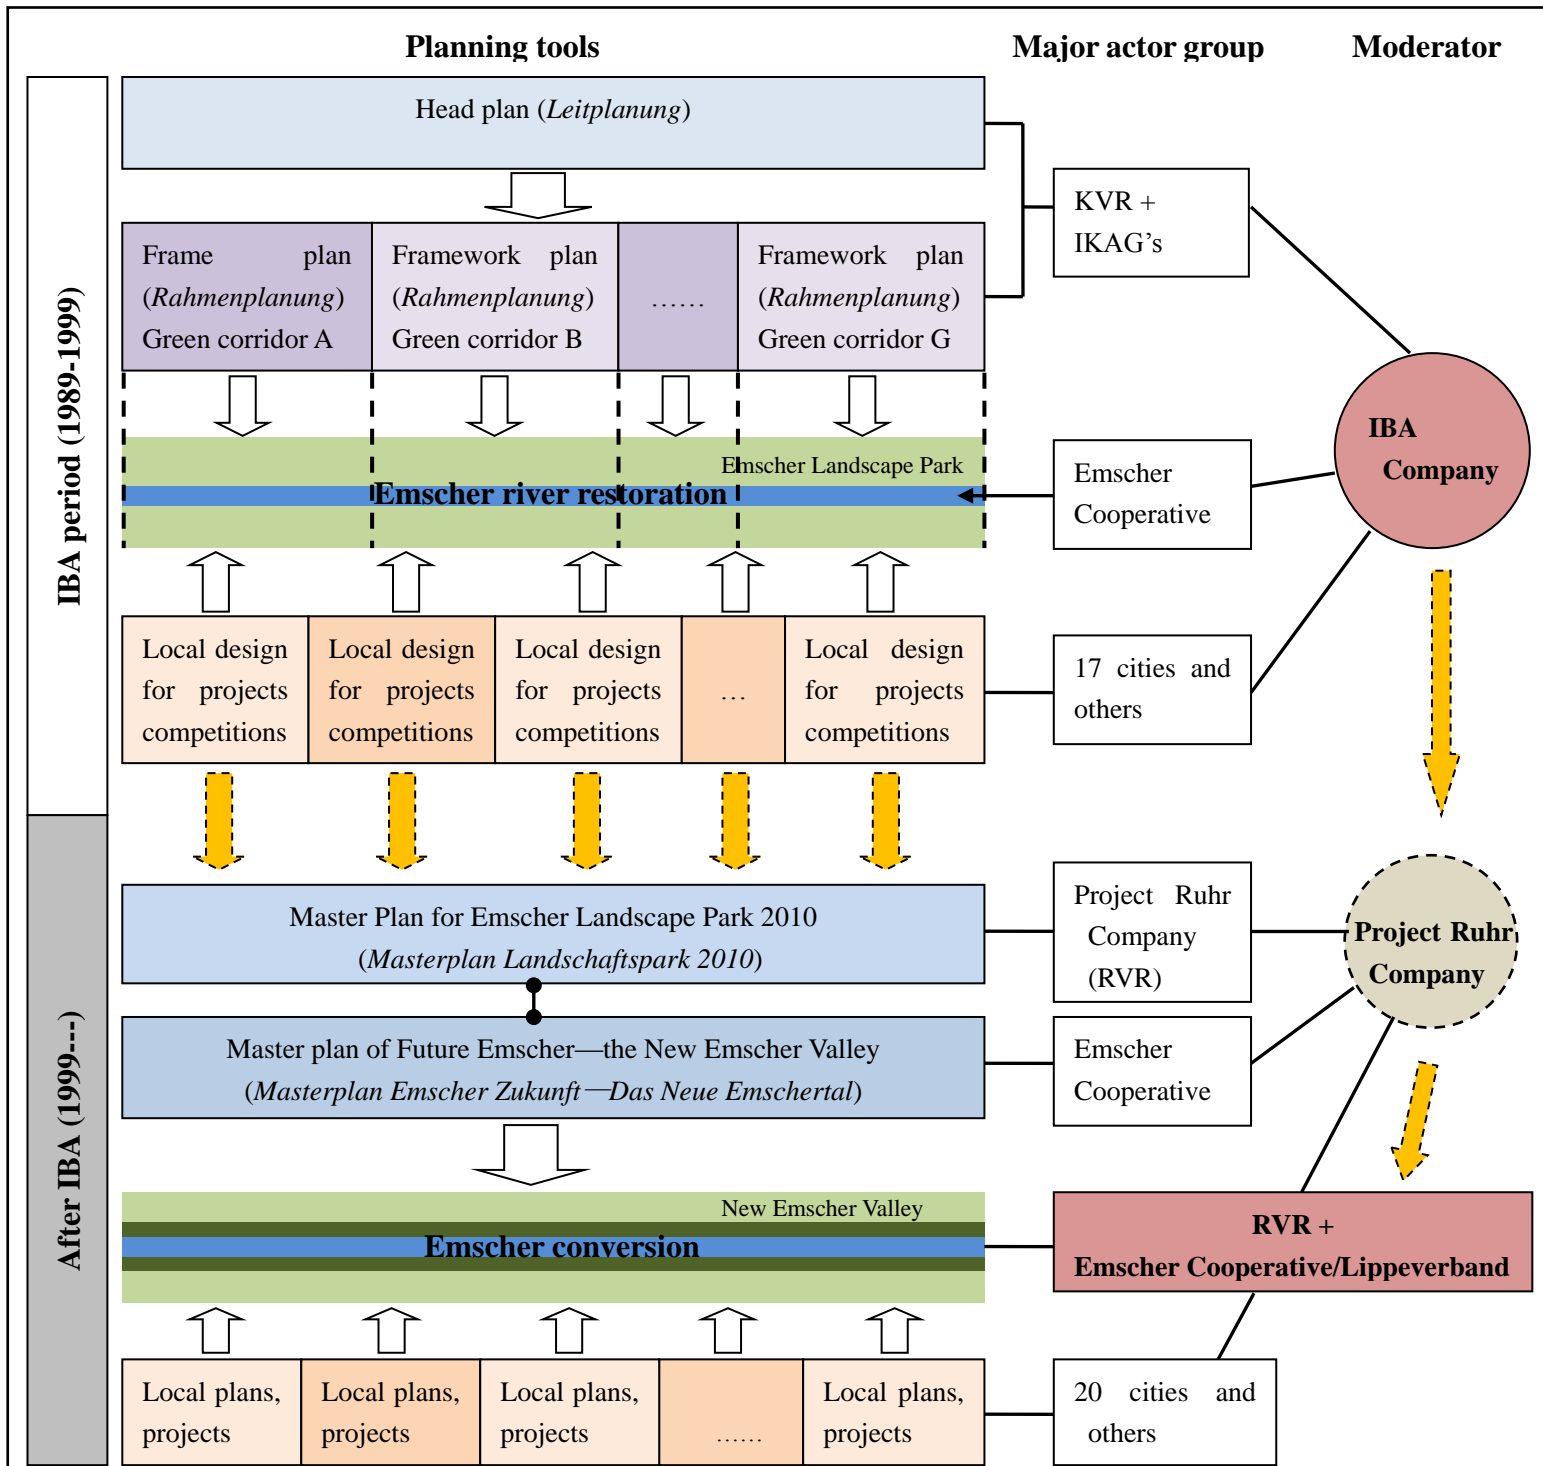 Planning tools
Major actor group
Moderator
IBA period (1989-1999)
Head plan (Leitplanung)
KVR +
IKAG’s
Frame plan
(Rahmenplanung)
Green corridor A
Framework plan
(Rahmenplanung)
Green corridor B
……
Framework plan
(Rahmenplanung)
Green corridor G
IBA
Company
Emscher Landscape Park
Emscher river restoration
Emscher
Cooperative
Local design
for projects
competitions
Local design
for projects
competitions
Local design
for projects
competitions
…
Local design
for projects
competitions
17 cities and
others
After IBA (1999---)
Master Plan for Emscher Landscape Park 2010
(Masterplan Landschaftspark 2010)
Project Ruhr
Company
(RVR)
Project Ruhr
Company
Master plan of Future Emscher—the New Emscher Valley
(Masterplan Emscher Zukunft—Das Neue Emschertal)
Emscher
Cooperative
New Emscher Valley
Emscher conversion
RVR +
Emscher Cooperative/Lippeverband
Local plans,
projects
Local plans,
projects
Local plans,
projects
……
Local plans,
projects
20 cities and
others